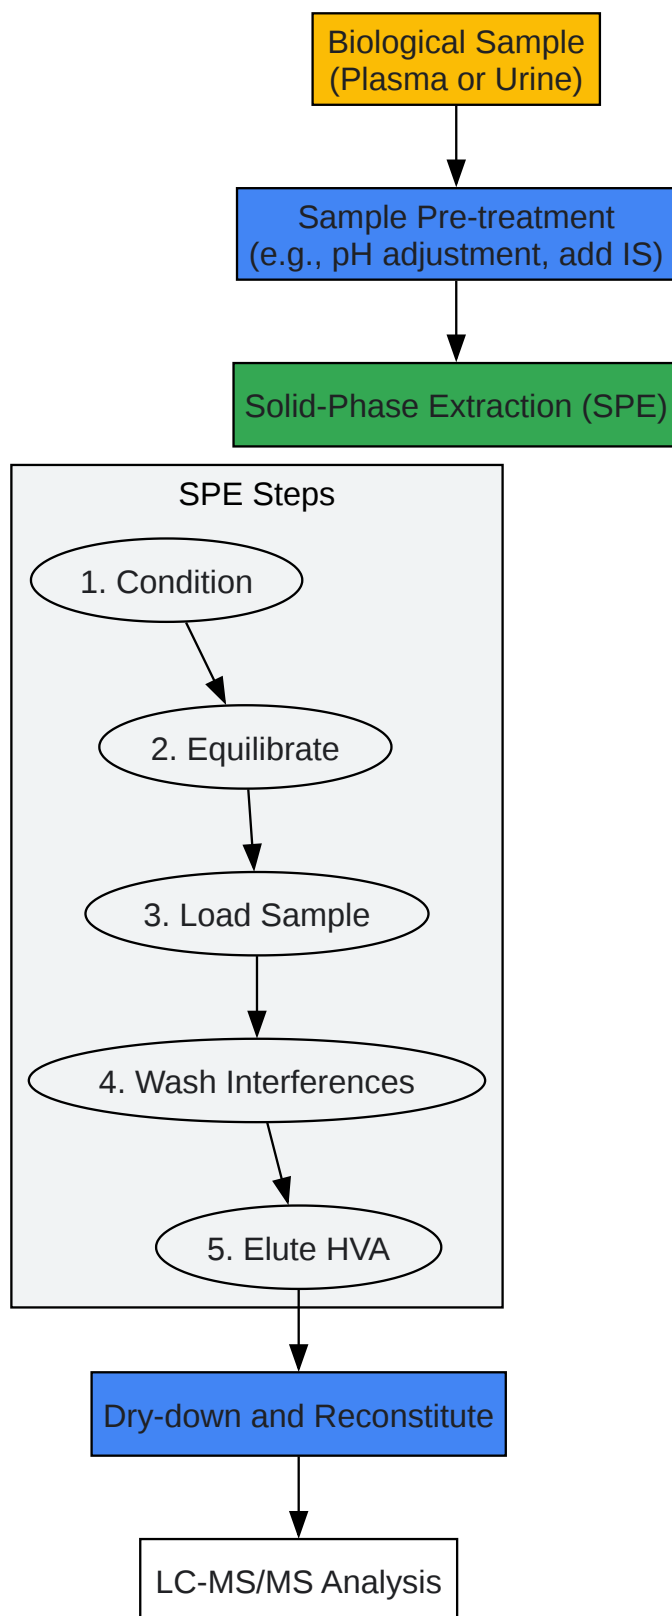 Biological Sample
(Plasma or Urine)
Sample Pre-treatment
(e.g., pH adjustment, add IS)
Solid-Phase Extraction (SPE)
SPE Steps
1. Condition
2. Equilibrate
3. Load Sample
4. Wash Interferences
5. Elute HVA
Dry-down and Reconstitute
LC-MS/MS Analysis